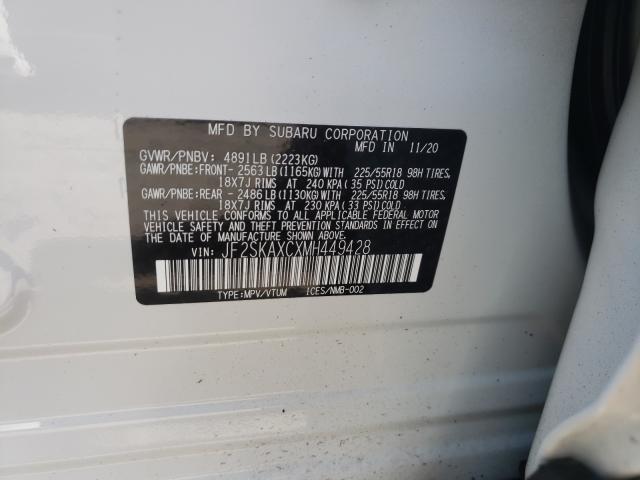 MFD BY SUBARU CORPORATION
MFD IN 11/20
GVWR/PNBV: 4891LB (2223KG)
GAWR/PNBE:FRONT- 2563LB (1165KG) WITH 225/55R18 98H TIRES,
18X7J RIMS AT 240 KPA (35 PSI) COLD
GAWR/PNBE:REAR - 2486LB (1130KG) WITH 225/55R18 98H TIRES,
18X7J RIMS AT 230 KPA (33 PSI) COLD
THIS VEHICLE CONFORMS TO ALL APPLICABLE FEDERAL MOTOR
VEHICLE SAFETY AND THEFT PREVENTION STANDARDS IN EFFECT ON
THE DATE OF MANUFACTURE SHOWN ABOVE.
VIN: JF2SKAXCXMH449428
TYPE:MPV/VTUM ICES/NMB-002